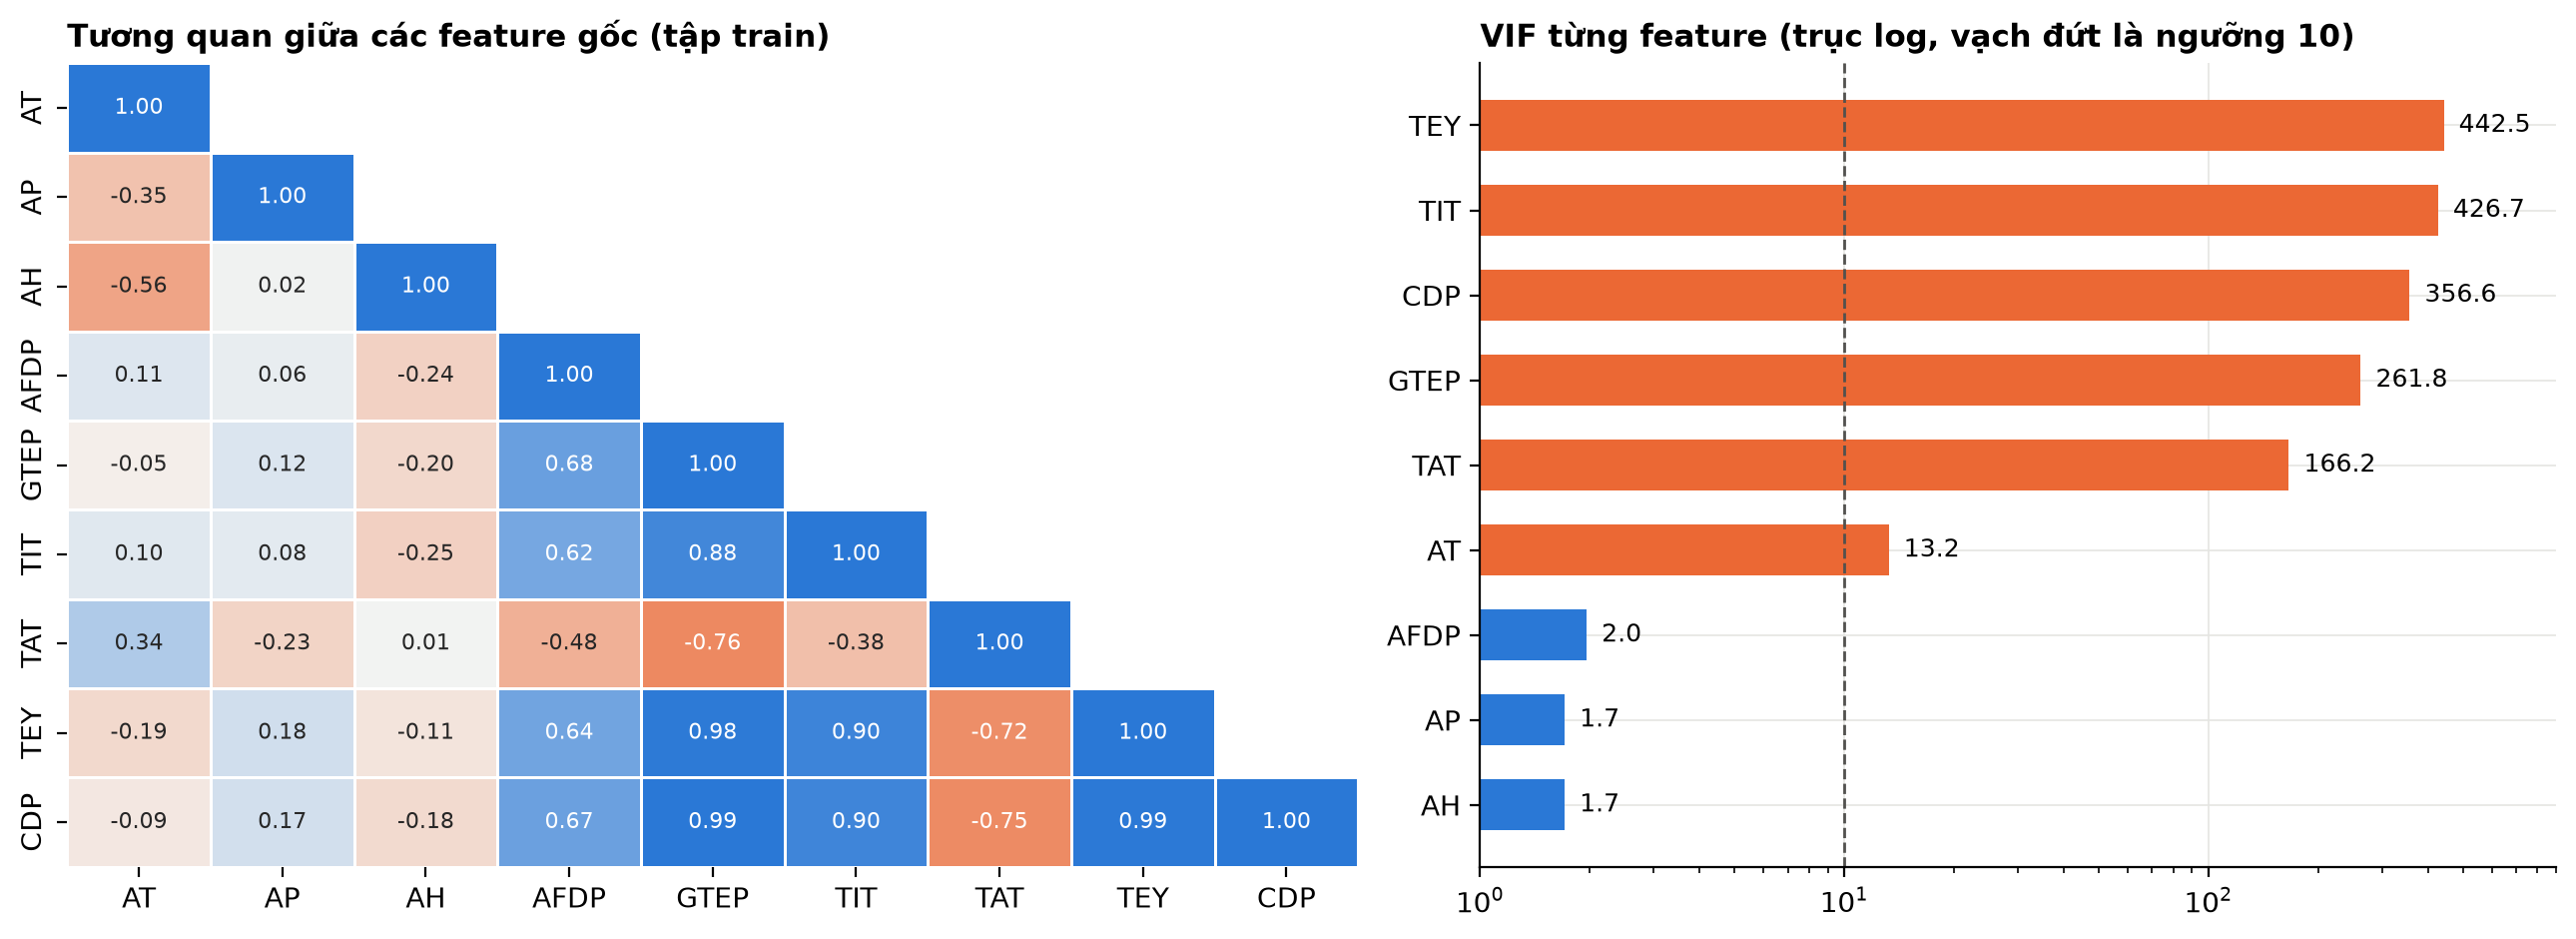 Tương quan giữa các feature gốc (tập train)
AT 1.00
AP -0.35 1.00
AH -0.56 0.02 1.00
AFDP 0.11 0.06 -0.24 1.00
GTEP -0.05 0.12 -0.20 0.68 1.00
TIT 0.10 0.08 -0.25 0.62 0.88 1.00
TAT 0.34 -0.23 0.01 -0.48 -0.76 -0.38 1.00
TEY -0.19 0.18 -0.11 0.64 0.98 0.90 -0.72 1.00
CDP -0.09 0.17 -0.18 0.67 0.99 0.90 -0.75 0.99 1.00
AT AP AH AFDP GTEP TIT TAT TEY CDP
VIF từng feature (trục log, vạch đứt là ngưỡng 10)
TEY 442.5
TIT 426.7
CDP 356.6
GTEP 261.8
TAT 166.2
AT 13.2
AFDP 2.0
AP 1.7
AH 1.7
10⁰ 10¹ 10²